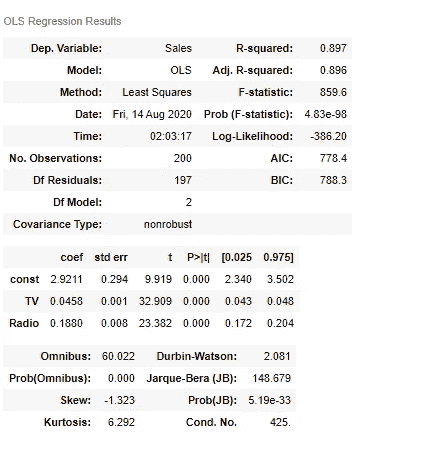 OLS Regression Results
Dep. Variable: Sales R-squared: 0.897
Model: OLS Adj. R-squared: 0.896
Method: Least Squares F-statistic: 859.6
Date: Fri, 14 Aug 2020 Prob (F-statistic): 4.83e-98
Time: 02:03:17 Log-Likelihood: -386.20
No. Observations: 200 AIC: 778.4
Df Residuals: 197 BIC: 788.3
Df Model: 2
Covariance Type: nonrobust
coef std err t P>|t| [0.025 0.975]
const 2.9211 0.294 9.919 0.000 2.340 3.502
TV 0.0458 0.001 32.909 0.000 0.043 0.048
Radio 0.1880 0.008 23.382 0.000 0.172 0.204
Omnibus: 60.022 Durbin-Watson: 2.081
Prob(Omnibus): 0.000 Jarque-Bera (JB): 148.679
Skew: -1.323 Prob(JB): 5.19e-33
Kurtosis: 6.292 Cond. No. 425.